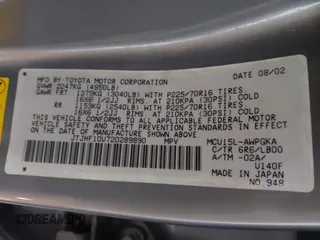 MFD. BY TOYOTA MOTOR CORPORATION 08/02
GVWR 2247KG (4950LB)
GAWR FRT 1379KG (3040LB) WITH P225/70R16 TIRES
16X6 1/2JJ RIMS, AT 210KPA (30PSI) COLD
RR 1153KG (2540LB) WITH P225/70R16 TIRES
16X6 1/2JJ RIMS, AT 210KPA (30PSI) COLD
THIS VEHICLE CONFORMS TO ALL APPLICABLE FEDERAL MOTOR
VEHICLE SAFETY AND THEFT PREVENTION STANDARDS IN EFFECT
ON THE DATE OF MANUFACTURE SHOWN ABOVE.
JTJHF10U720289890 MPV MCU15L-AWPGKA
C/TR 6R6/LB00
A/TM -02A/
U140F
MADE IN JAPAN
NO. 948